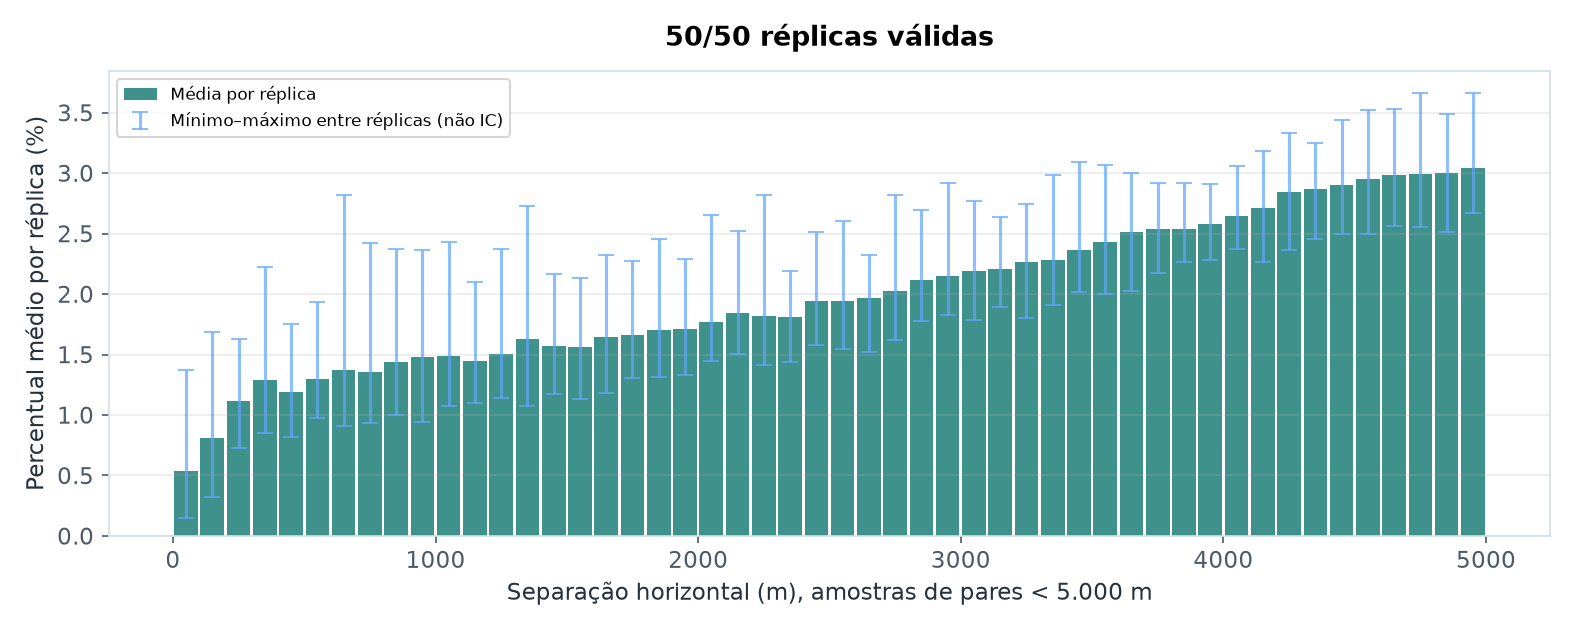 50/50 réplicas válidas
Média por réplica
Mínimo–máximo entre réplicas (não IC)
Percentual médio por réplica (%)
3.5
3.0
2.5
2.0
1.5
1.0
0.5
0.0
0 1000 2000 3000 4000 5000
Separação horizontal (m), amostras de pares < 5.000 m